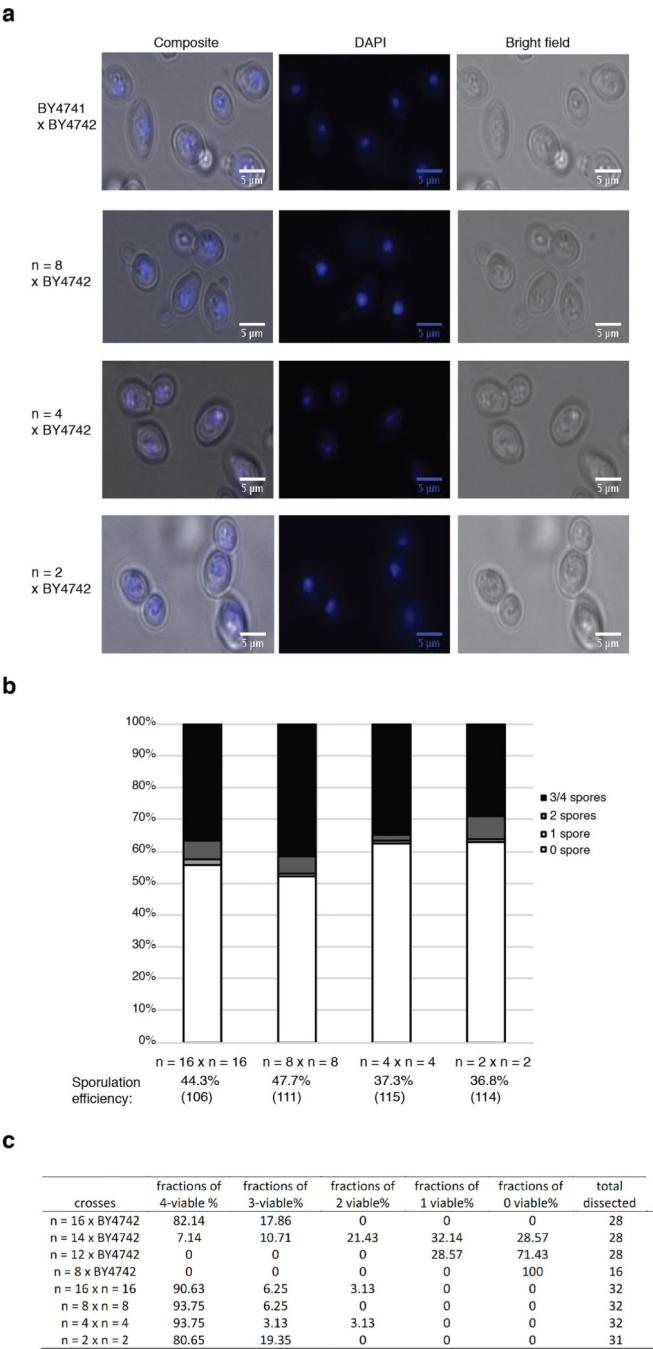 a
Composite DAPI Bright field
BY4741
x BY4742
5 µm 5 µm 5 µm
n = 8
x BY4742
5 µm 5 µm 5 µm
n = 4
x BY4742
5 µm 5 µm 5 µm
n = 2
x BY4742
5 µm 5 µm 5 µm
b
100%
90%
80%
70%
60%
50%
40%
30%
20%
10%
0%
3/4 spores
2 spores
1 spore
0 spore
n = 16 x n = 16 n = 8 x n = 8 n = 4 x n = 4 n = 2 x n = 2
Sporulation 44.3% 47.7% 37.3% 36.8%
efficiency: (106) (111) (115) (114)
c
fractions of fractions of fractions of fractions of fractions of total
crosses 4-viable % 3-viable% 2 viable% 1 viable% 0 viable% dissected
n = 16 x BY4742 82.14 17.86 0 0 0 28
n = 14 x BY4742 7.14 10.71 21.43 32.14 28.57 28
n = 12 x BY4742 0 0 0 28.57 71.43 28
n = 8 x BY4742 0 0 0 0 100 16
n = 16 x n = 16 90.63 6.25 3.13 0 0 32
n = 8 x n = 8 93.75 6.25 0 0 0 32
n = 4 x n = 4 93.75 3.13 3.13 0 0 32
n = 2 x n = 2 80.65 19.35 0 0 0 31